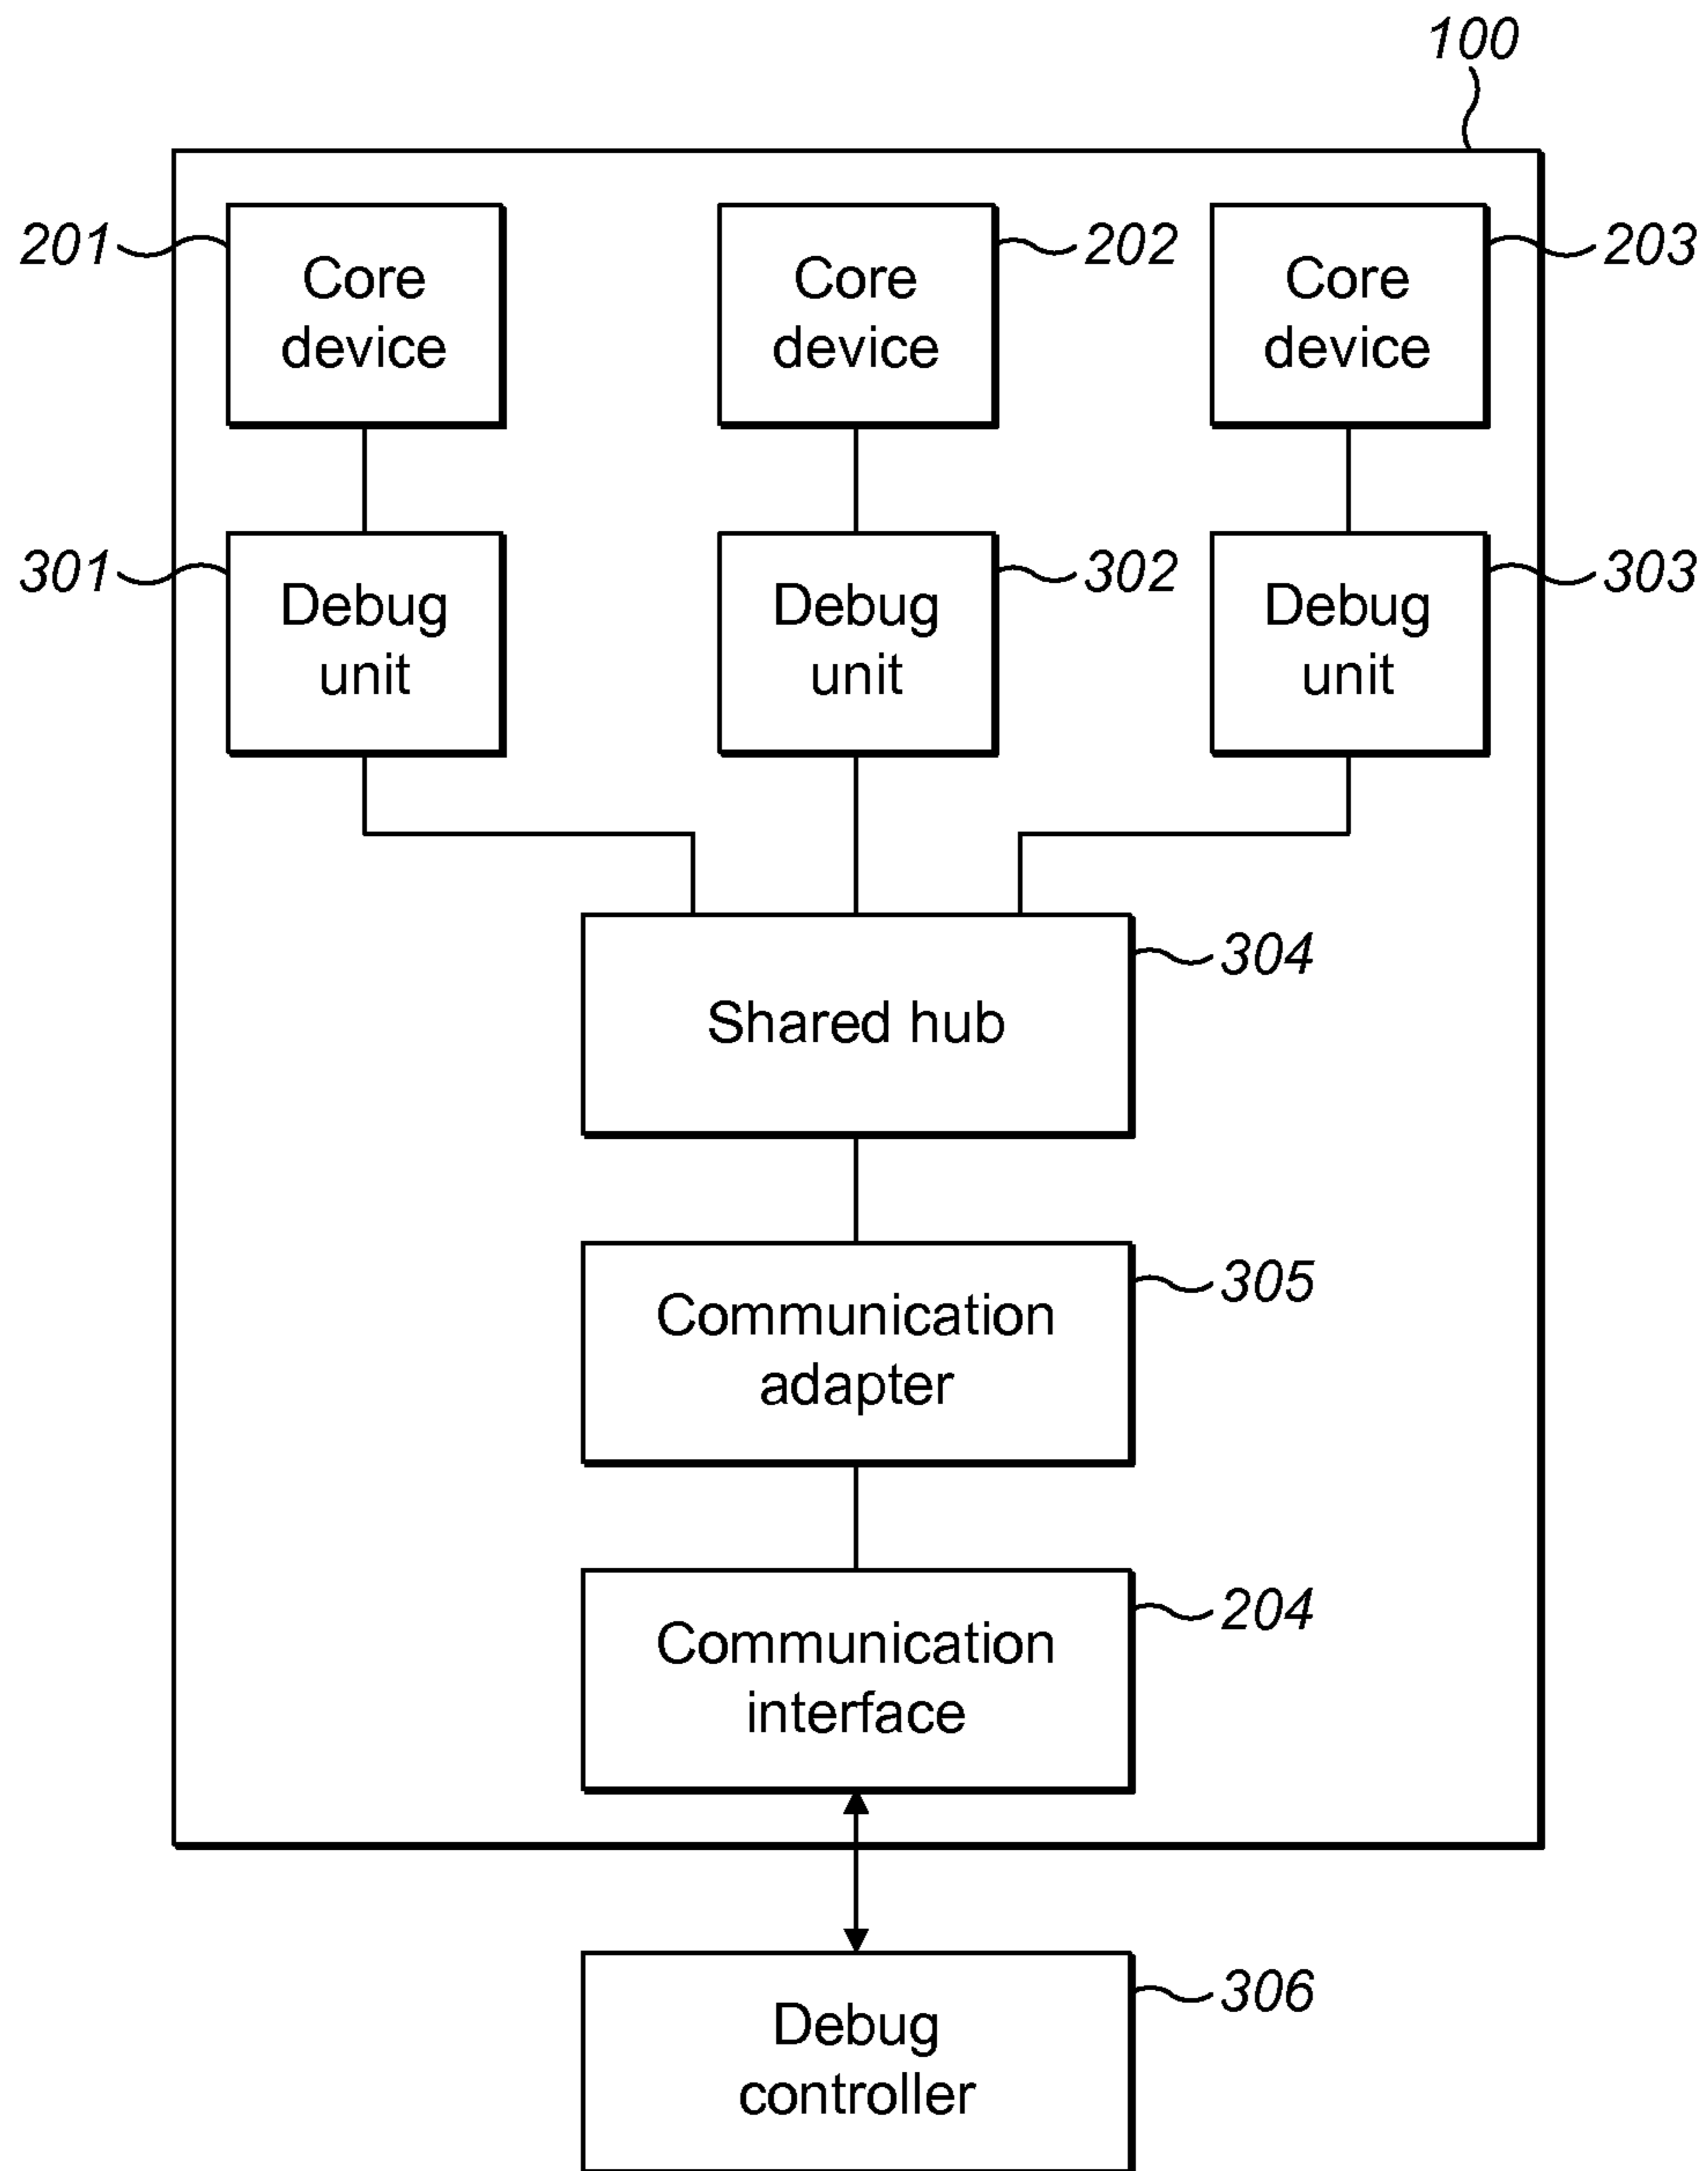 100
201
Core
device
202
Core
device
203
Core
device
301
Debug
unit
302
Debug
unit
303
Debug
unit
304
Shared hub
305
Communication
adapter
204
Communication
interface
306
Debug
controller